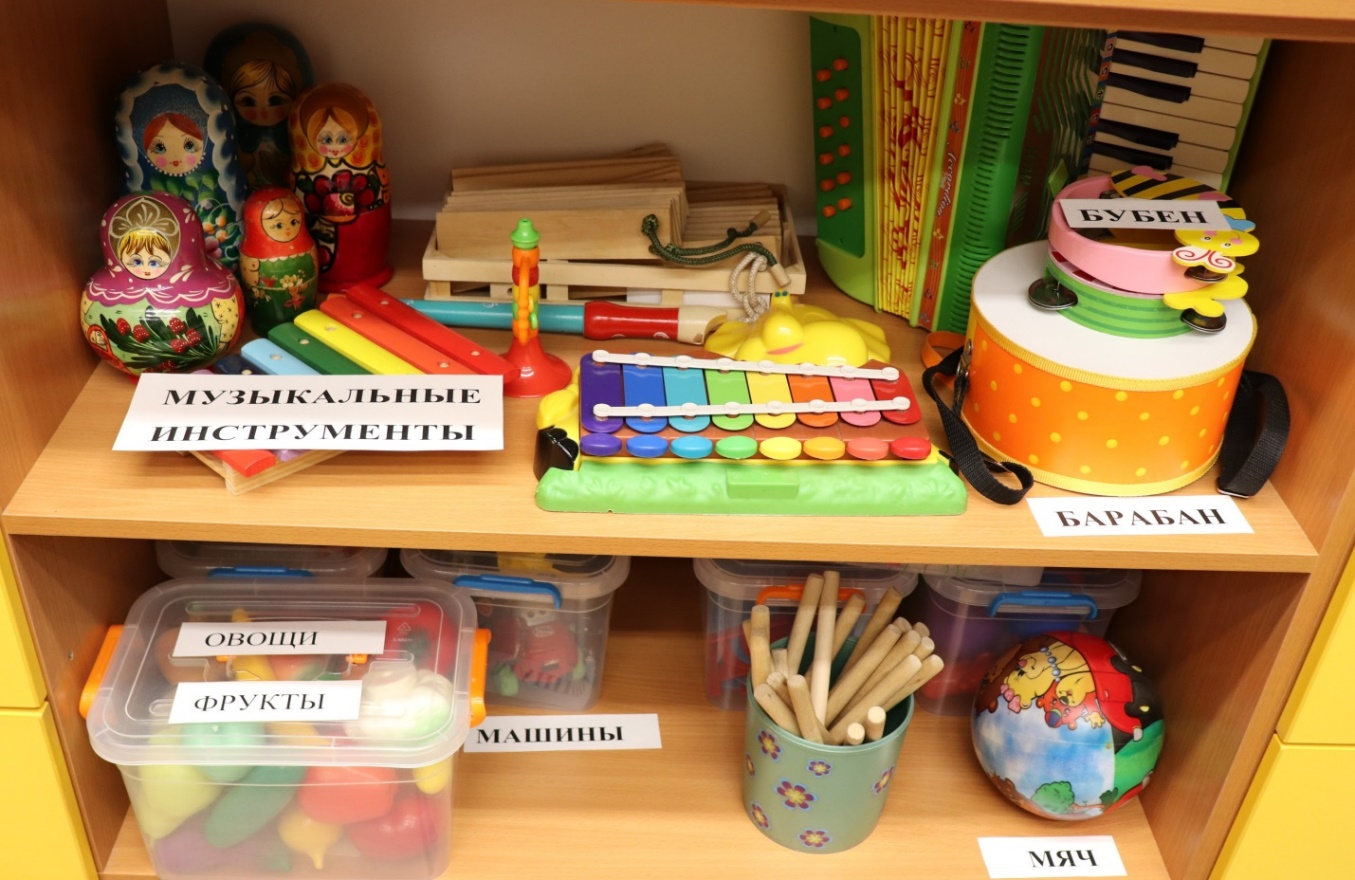 БУБЕН
МУЗЫКАЛЬНЫЕ
ИНСТРУМЕНТЫ
БАРАБАН
ОВОЩИ
ФРУКТЫ
МАШИНЫ
МЯЧ